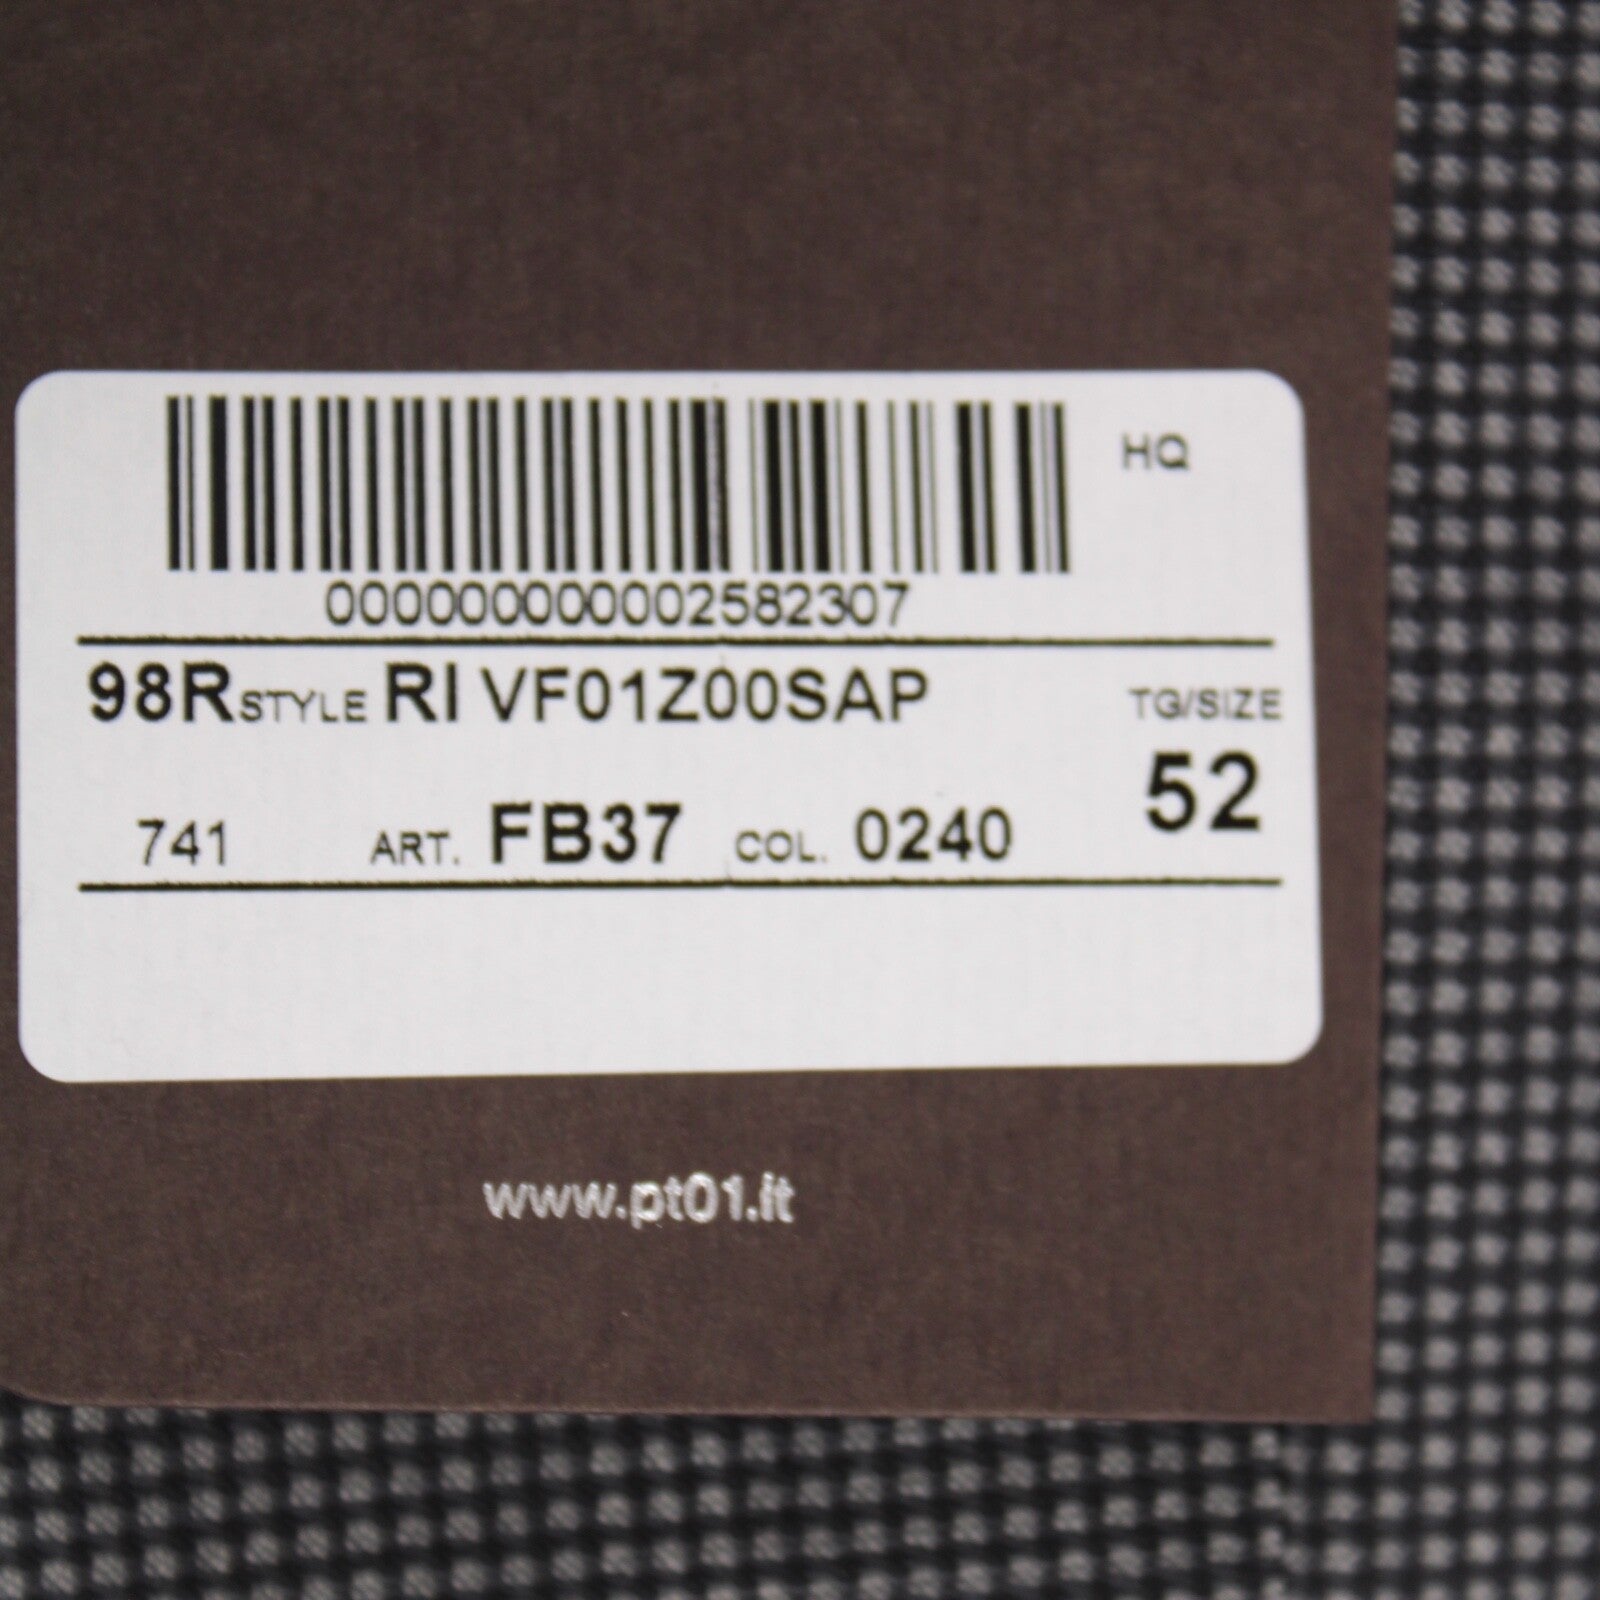 HQ
0000000000002582307
98R STYLE RI VF01Z00SAP TG/SIZE
52
741 ART. FB37 COL. 0240
www.pt01.it